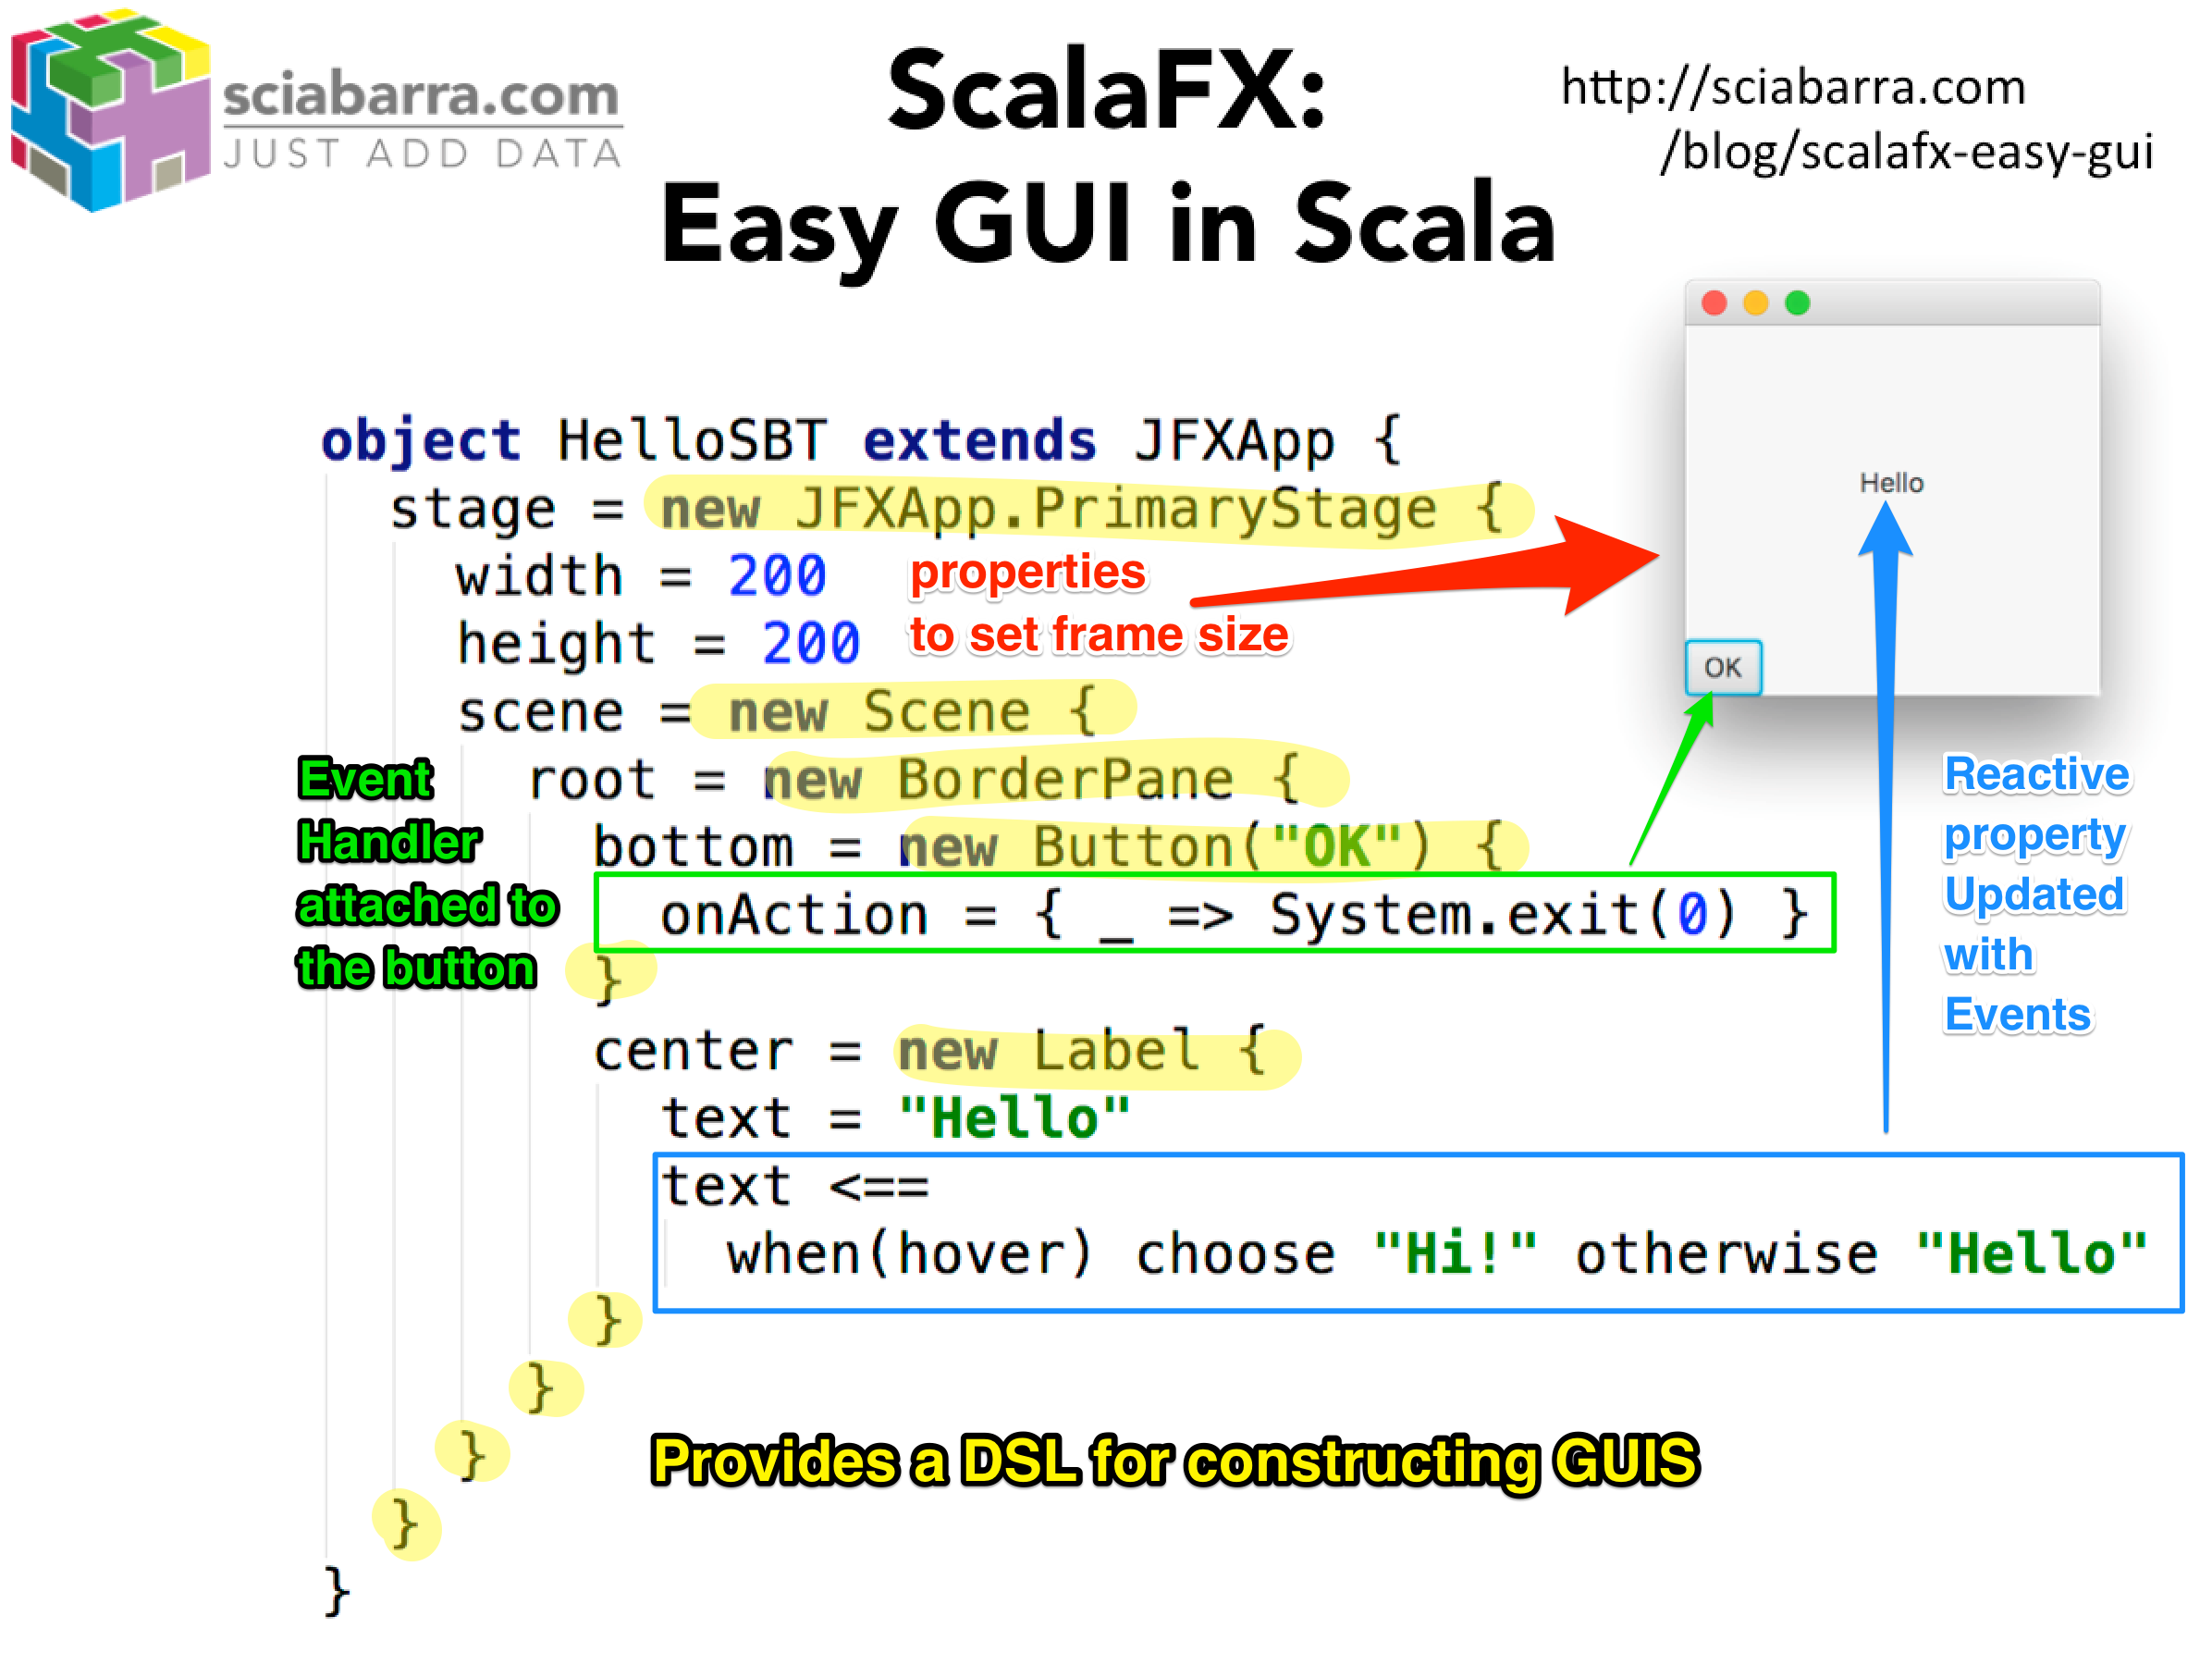 sciabarra.com
JUST ADD DATA
ScalaFX:
Easy GUI in Scala
http://sciabarra.com
/blog/scalafx-easy-gui
object HelloSBT extends JFXApp {
stage = new JFXApp.PrimaryStage {
width = 200
height = 200
properties
to set frame size
scene = new Scene {
root = new BorderPane {
bottom = new Button("OK") {
onAction = { _ => System.exit(0) }
}
center = new Label {
text = "Hello"
text <==
when(hover) choose "Hi!" otherwise "Hello"
}
}
}
}
}
Event
Handler
attached to
the button
Hello
OK
Reactive
property
Updated
with
Events
Provides a DSL for constructing GUIS